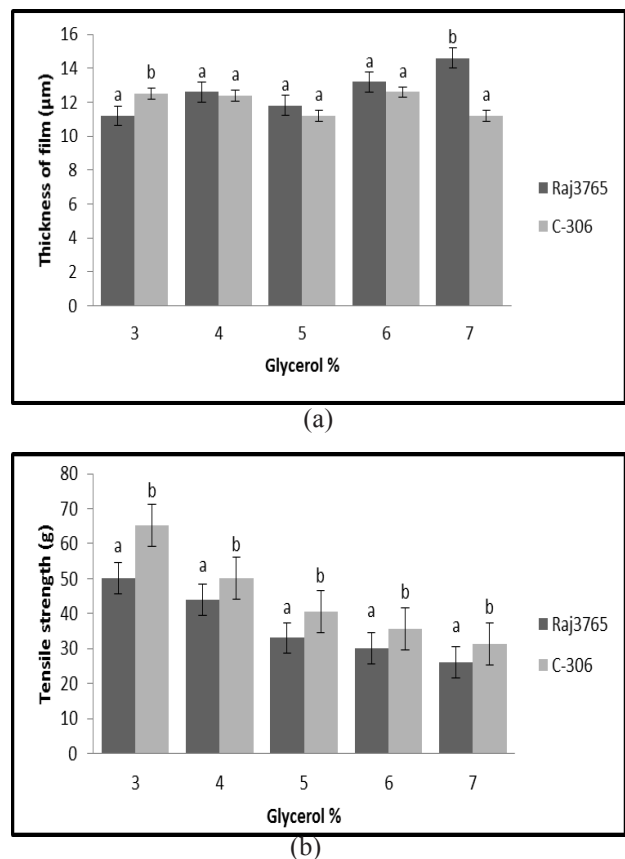 16
14
12
10
8
6
4
2
0
Thickness of film (µm)
a b a a a a a a b a
3 4 5 6 7
Glycerol %
Raj3765
C-306
(a)
80
70
60
50
40
30
20
10
0
Tensile strength (g)
a b a b a b a b a b
3 4 5 6 7
Glycerol %
Raj3765
C-306
(b)